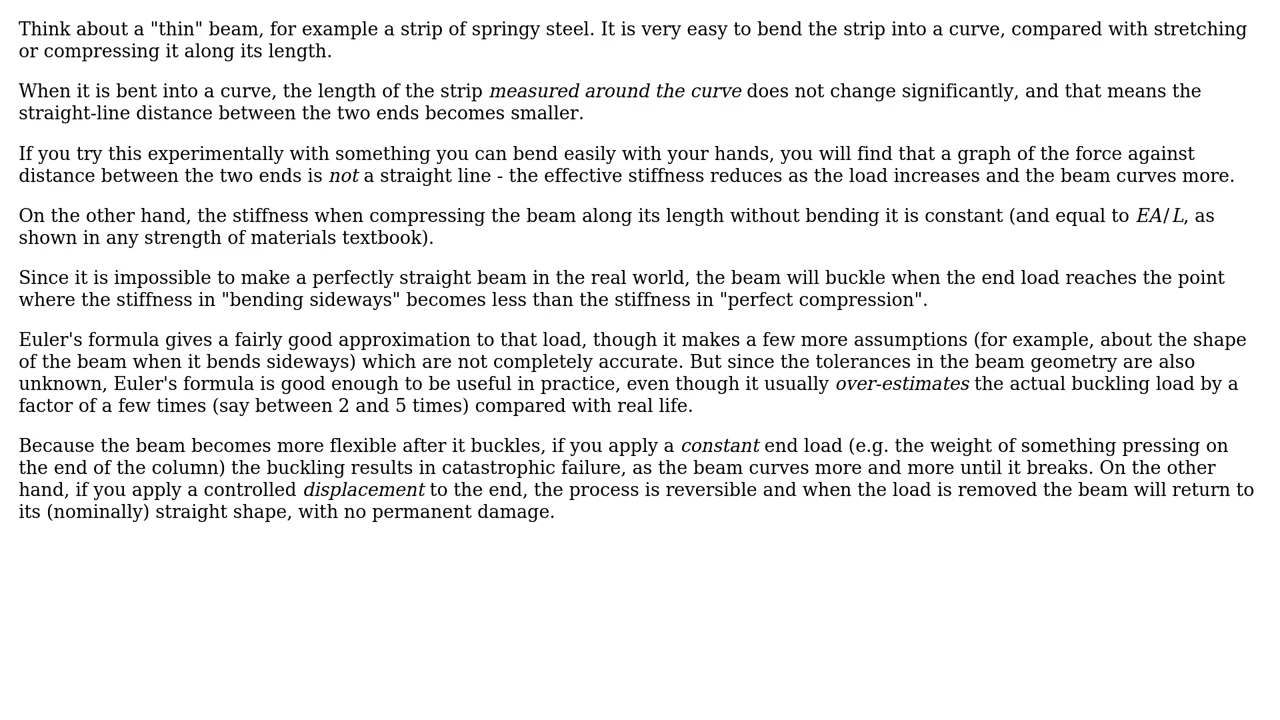 Think about a "thin" beam, for example a strip of springy steel. It is very easy to bend the strip into a curve, compared with stretching
or compressing it along its length.
When it is bent into a curve, the length of the strip measured around the curve does not change significantly, and that means the
straight-line distance between the two ends becomes smaller.
If you try this experimentally with something you can bend easily with your hands, you will find that a graph of the force against
distance between the two ends is not a straight line - the effective stiffness reduces as the load increases and the beam curves more.
On the other hand, the stiffness when compressing the beam along its length without bending it is constant (and equal to EA/L, as
shown in any strength of materials textbook).
Since it is impossible to make a perfectly straight beam in the real world, the beam will buckle when the end load reaches the point
where the stiffness in "bending sideways" becomes less than the stiffness in "perfect compression".
Euler's formula gives a fairly good approximation to that load, though it makes a few more assumptions (for example, about the shape
of the beam when it bends sideways) which are not completely accurate. But since the tolerances in the beam geometry are also
unknown, Euler's formula is good enough to be useful in practice, even though it usually over-estimates the actual buckling load by a
factor of a few times (say between 2 and 5 times) compared with real life.
Because the beam becomes more flexible after it buckles, if you apply a constant end load (e.g. the weight of something pressing on
the end of the column) the buckling results in catastrophic failure, as the beam curves more and more until it breaks. On the other
hand, if you apply a controlled displacement to the end, the process is reversible and when the load is removed the beam will return to
its (nominally) straight shape, with no permanent damage.